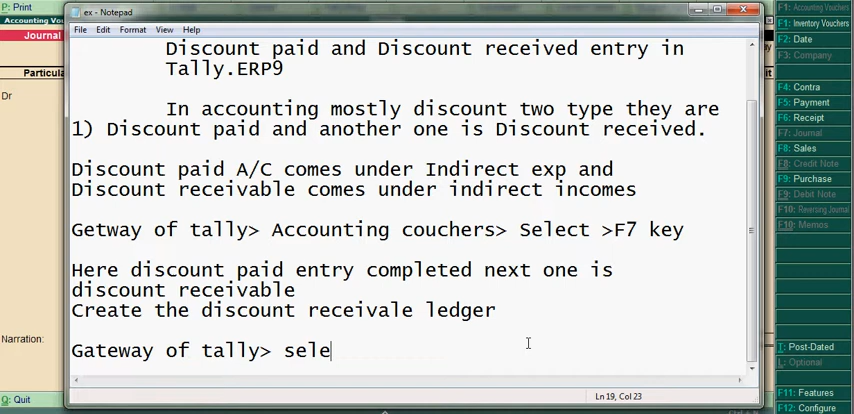 P: Print
ex - Notepad
Accounting Vou
File Edit Format View Help
Journal
Particula
Dr
Discount paid and Discount received entry in
Tally.ERP9
In accounting mostly discount two type they are
1) Discount paid and another one is Discount received.
Discount paid A/C comes under Indirect exp and
Discount receivable comes under indirect incomes
Getway of tally> Accounting couchers> Select >F7 key
Here discount paid entry completed next one is
discount receivable
Create the discount receivale ledger
Gateway of tally> sele
Narration:
Ln 19, Col 23
Q: Quit
F1: Accounting Vouchers
F1: Inventory Vouchers
F2: Date
F3: Company
F4: Contra
F5: Payment
F6: Receipt
F7: Journal
F8: Sales
F8: Credit Note
F9: Purchase
F9: Debit Note
F10: Reversing Journal
F10: Memos
T: Post-Dated
L: Optional
F11: Features
F12: Configure